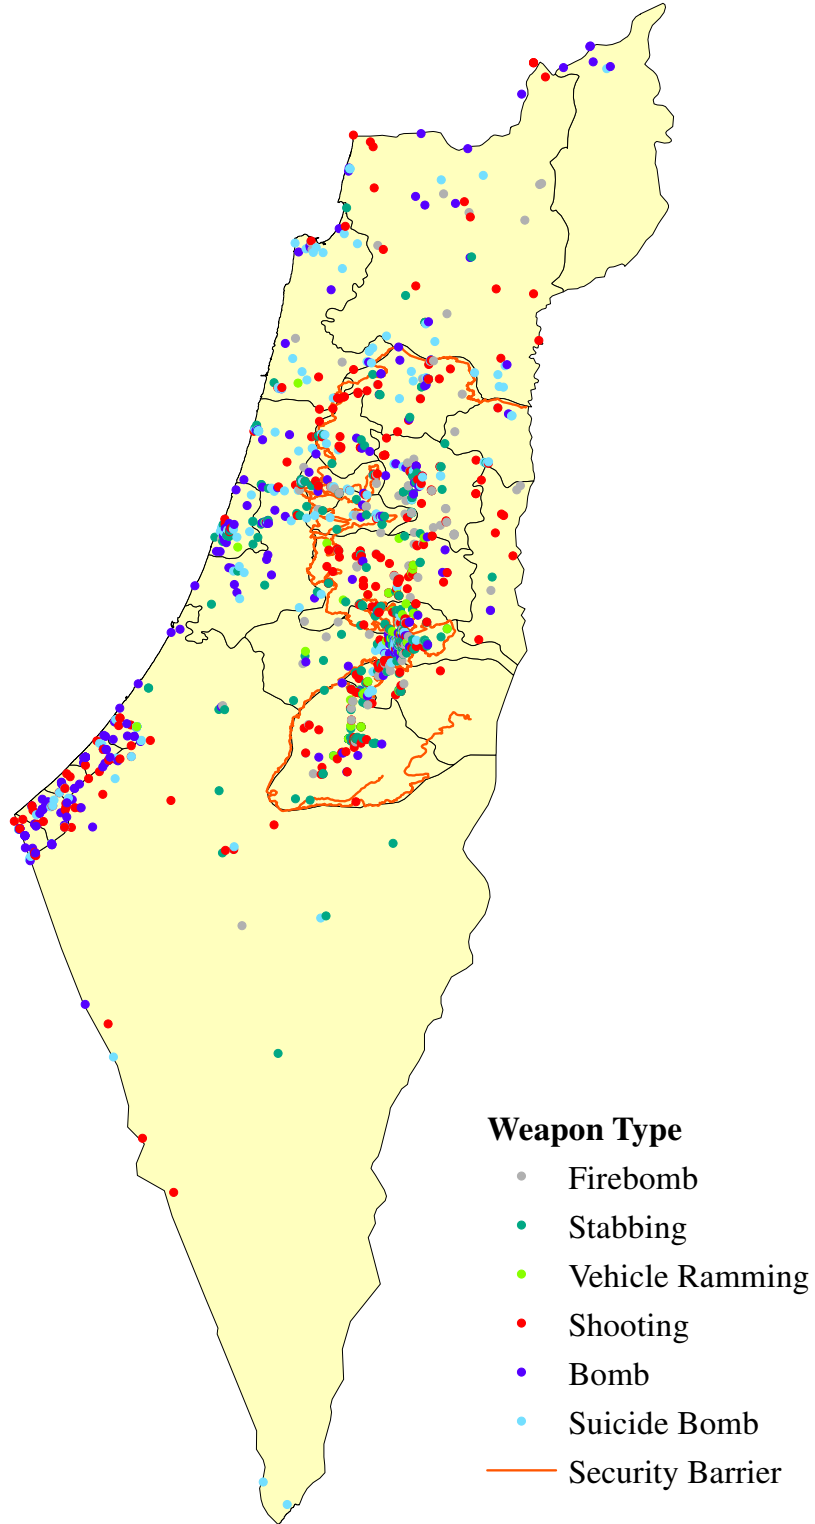 Weapon Type
Firebomb
Stabbing
Vehicle Ramming
Shooting
Bomb
Suicide Bomb
Security Barrier